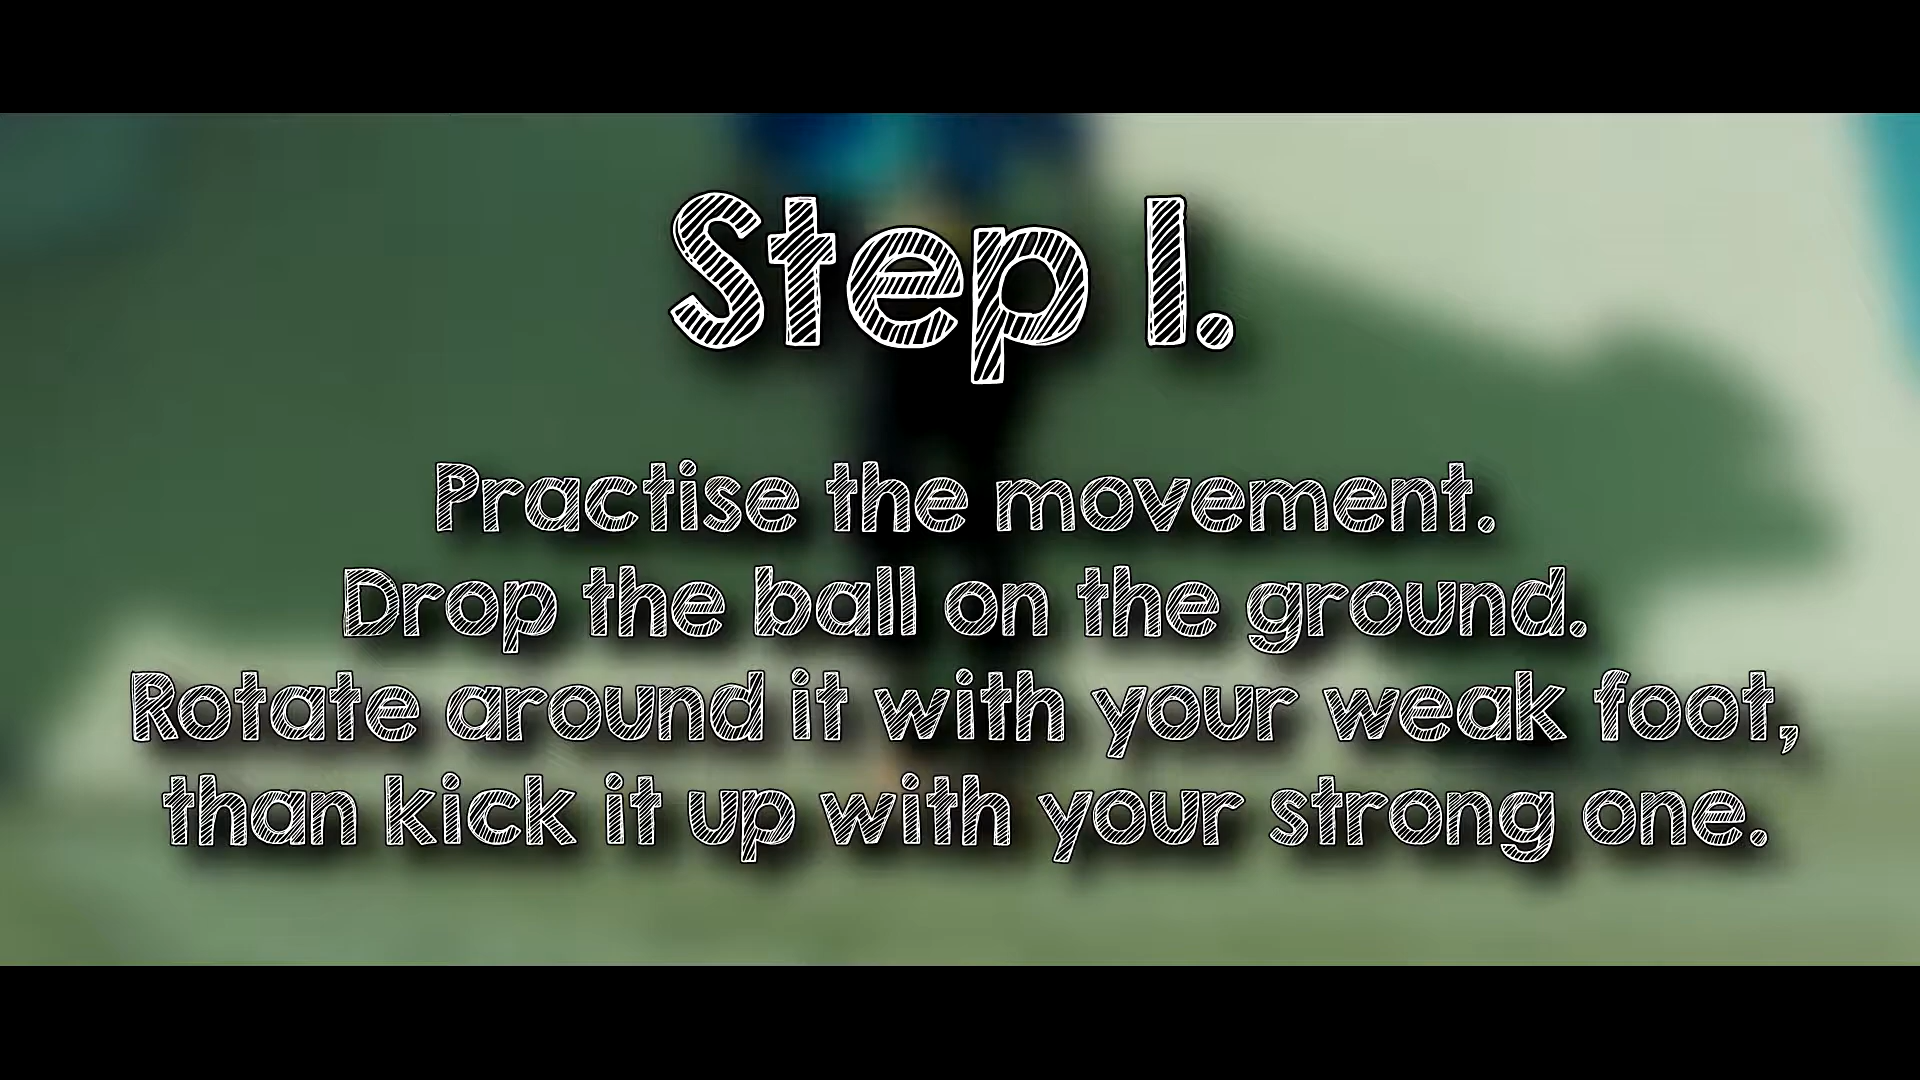 Step 1.
Practise the movement.
Drop the ball on the ground.
Rotate around it with your weak foot,
than kick it up with your strong one.